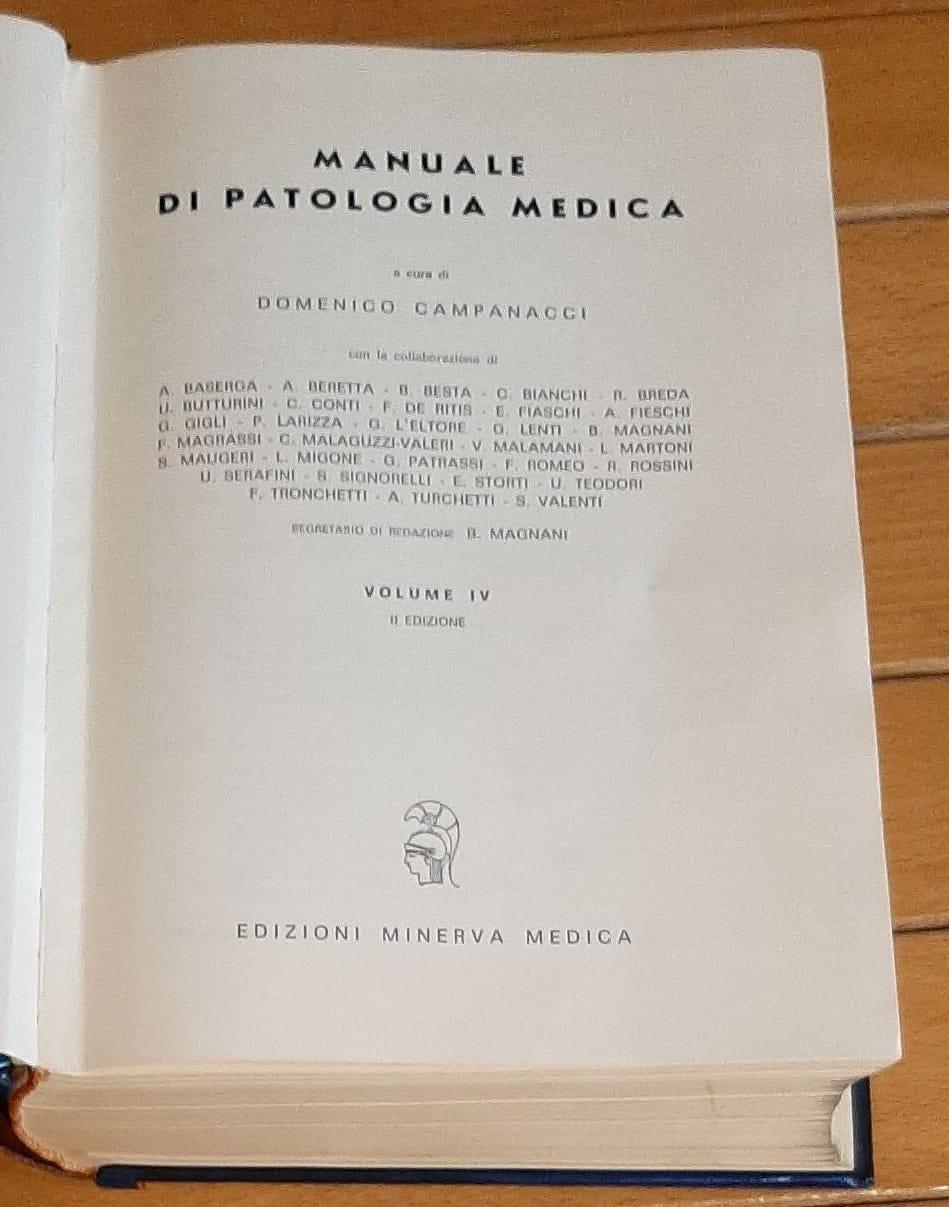 MANUALE
DI PATOLOGIA MEDICA
a cura di
DOMENICO CAMPANACCI
con la collaborazione di
A. BASERGA - A. BERETTA - B. BESTA - C. BIANCHI - R. BREDA
U. BUTTURINI - C. CONTI - F. DE RITIS - E. FIASCHI - A. FIESCHI
G. GIGLI - P. LARIZZA - G. L'ELTORE - G. LENTI - B. MAGNANI
F. MAGRASSI - C. MALAGUZZI-VALERI - V. MALAMANI - L. MARTONI
S. MAUGERI - L. MIGONE - G. PATRASSI - F. ROMEO - R. ROSSINI
U. SERAFINI - S. SIGNORELLI - E. STORTI - U. TEODORI
F. TRONCHETTI - A. TURCHETTI - S. VALENTI
SEGRETARIO DI REDAZIONE B. MAGNANI
VOLUME IV
II EDIZIONE
EDIZIONI MINERVA MEDICA